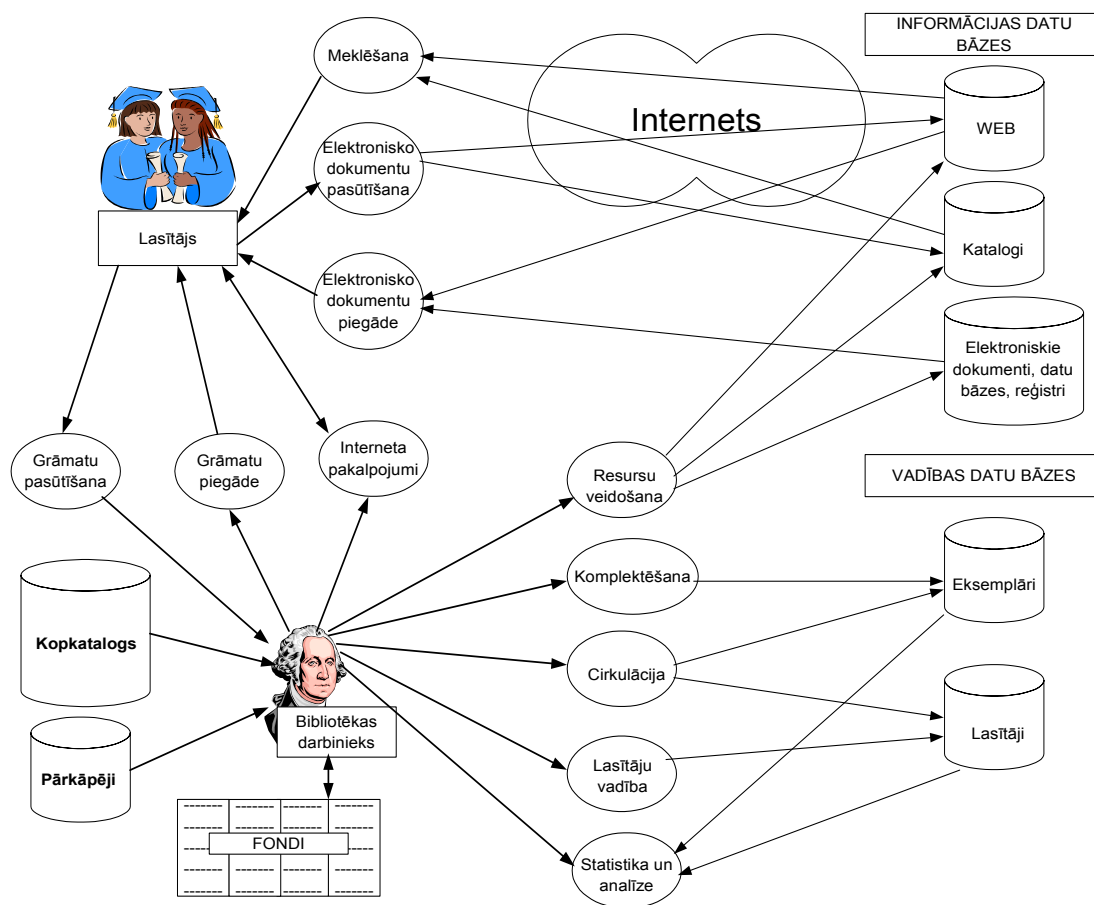 INFORMĀCIJAS DATU
BĀZES
Meklēšana
Internets
WEB
Elektronisko
dokumentu
pasūtīšana
Lasītājs
Katalogi
Elektronisko
dokumentu
piegāde
Elektroniskie
dokumenti, datu
bāzes, reģistri
Grāmatu
pasūtīšana
Grāmatu
piegāde
Interneta
pakalpojumi
Resursu
veidošana
VADĪBAS DATU BĀZES
Komplektēšana
Eksemplāri
Kopkatalogs
Cirkulācija
Bibliotēkas
darbinieks
Lasītāji
Pārkāpēji
Lasītāju
vadība
FONDI
Statistika un
analīze